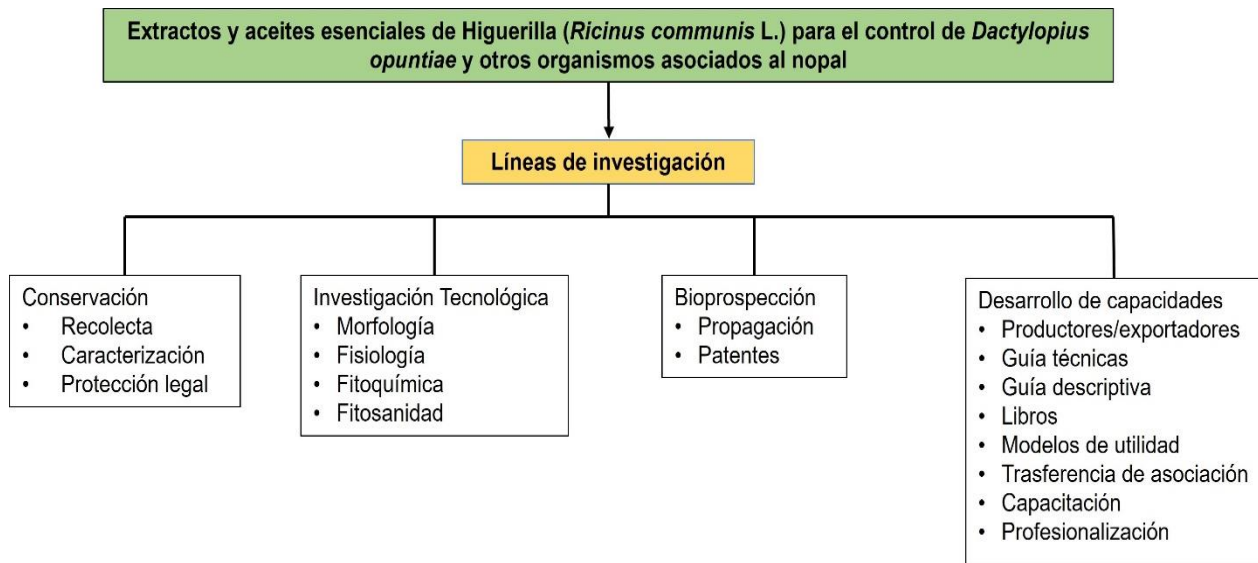 Extractos y aceites esenciales de Higuerilla (Ricinus communis L.) para el control de Dactylopius
opuntiae y otros organismos asociados al nopal
Líneas de investigación
Conservación
• Recolecta
• Caracterización
• Protección legal
Investigación Tecnológica
• Morfología
• Fisiología
• Fitoquímica
• Fitosanidad
Bioprospección
• Propagación
• Patentes
Desarrollo de capacidades
• Productores/exportadores
• Guía técnicas
• Guía descriptiva
• Libros
• Modelos de utilidad
• Trasferencia de asociación
• Capacitación
• Profesionalización